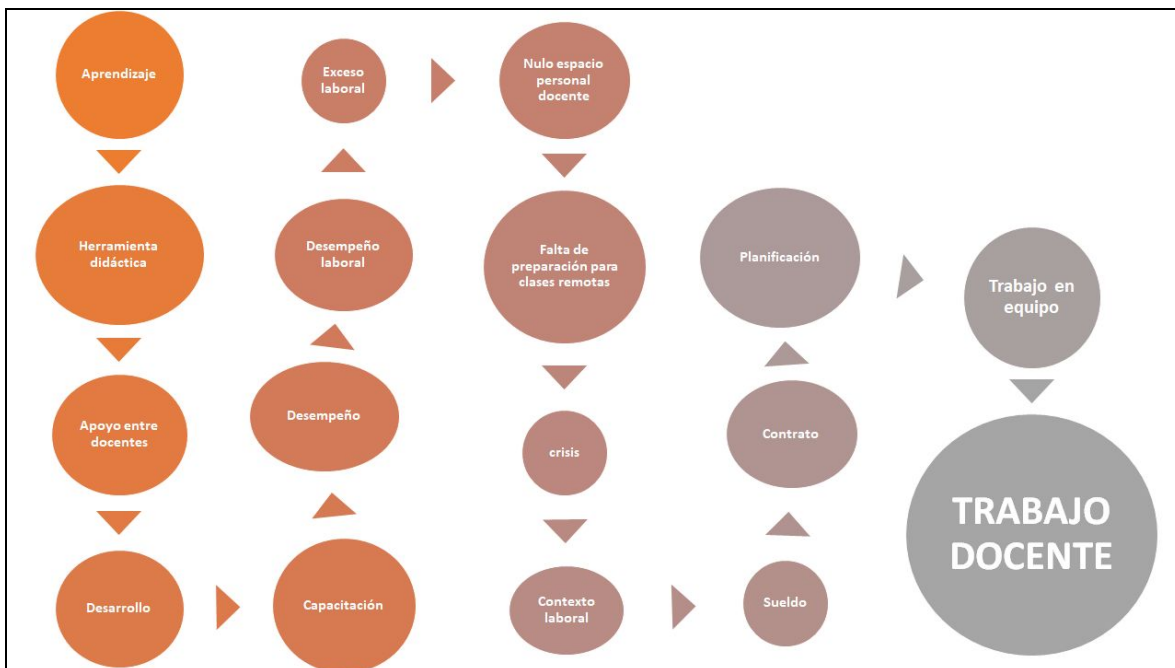 Aprendizaje
Herramienta
didáctica
Apoyo entre
docentes
Desarrollo
Capacitación
Desempeño
Desempeño
laboral
Exceso
laboral
Nulo espacio
personal
docente
Falta de
preparación para
clases remotas
crisis
Contexto
laboral
Sueldo
Contrato
Planificación
Trabajo en
equipo
TRABAJO
DOCENTE